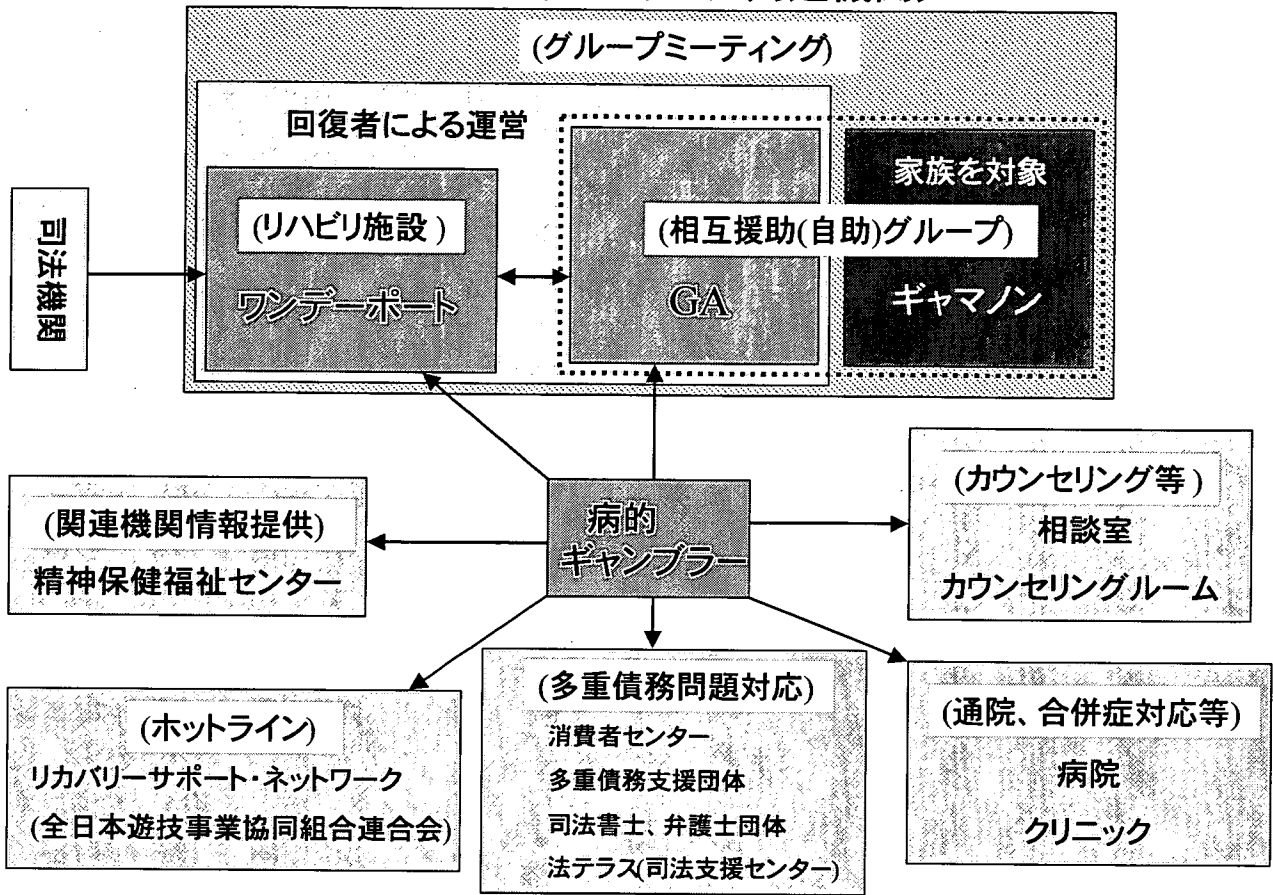 (グループミーティング)
回復者による運営
司法機関
(リハビリ施設)
ワンデーポート
(相互援助(自助)グループ)
GA
家族を対象
ギャマノン
(関連機関情報提供)
精神保健福祉センター
病的
ギャンブラー
(カウンセリング等)
相談室
カウンセリングルーム
(ホットライン)
リカバリーサポート・ネットワーク
(全日本遊技事業協同組合連合会)
(多重債務問題対応)
消費者センター
多重債務支援団体
司法書士、弁護士団体
法テラス(司法支援センター)
(通院、合併症対応等)
病院
クリニック